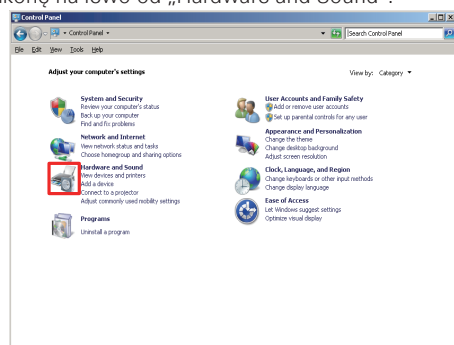 ikonę na lewo od „Hardware and Sound".
Control Panel
Control Panel
Search Control Panel
File Edit View Tools Help
Adjust your computer's settings
View by: Category
System and Security
Review your computer's status
Back up your computer
Find and fix problems
Network and Internet
View network status and tasks
Choose homegroup and sharing options
Hardware and Sound
View devices and printers
Add a device
Connect to a projector
Adjust commonly used mobility settings
Programs
Uninstall a program
User Accounts and Family Safety
Add or remove user accounts
Set up parental controls for any user
Appearance and Personalization
Change the theme
Change desktop background
Adjust screen resolution
Clock, Language, and Region
Change keyboards or other input methods
Change display language
Ease of Access
Let Windows suggest settings
Optimize visual display